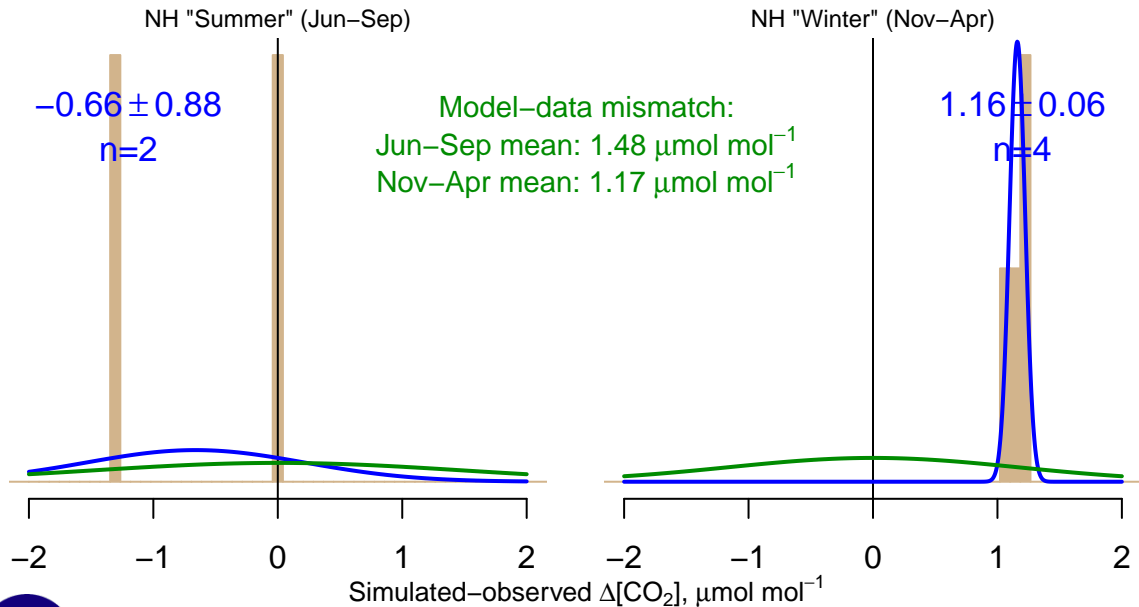 NH "Summer" (Jun−Sep)
NH "Winter" (Nov−Apr)
−0.66 ± 0.88
n=2
Model−data mismatch:
Jun−Sep mean: 1.48 μmol mol⁻¹
Nov−Apr mean: 1.17 μmol mol⁻¹
1.16 ± 0.06
n=4
−2 −1 0 1 2
−2 −1 0 1 2
Simulated−observed Δ[CO₂], μmol mol⁻¹